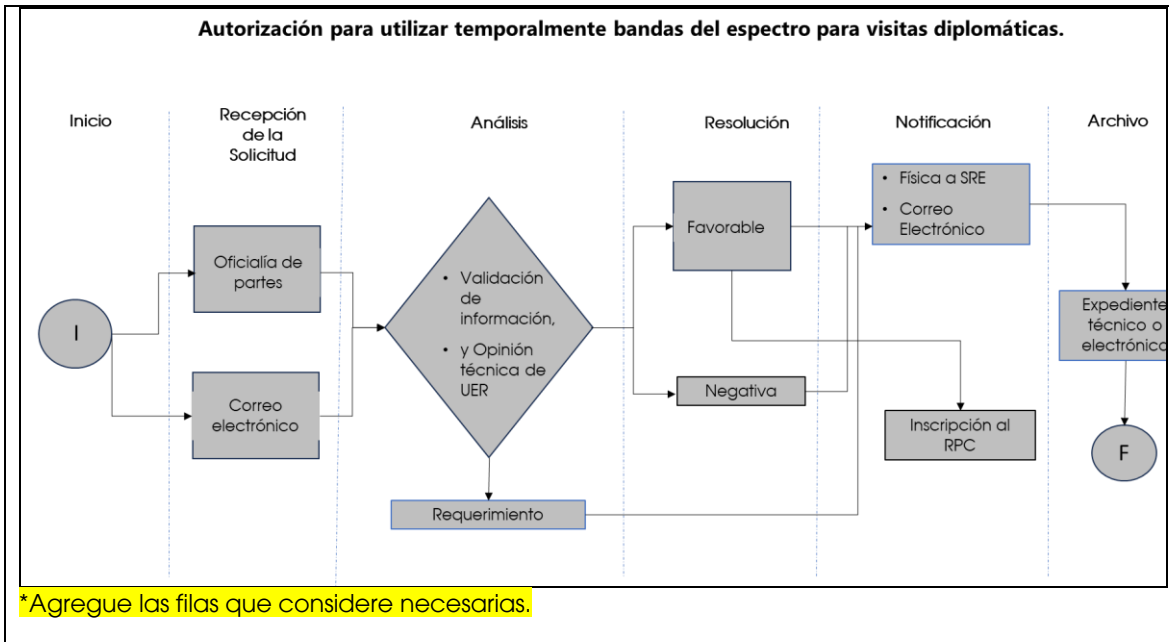 Autorización para utilizar temporalmente bandas del espectro para visitas diplomáticas.
Inicio
Recepción
de la
Solicitud
Análisis
Resolución
Notificación
Archivo
I
Oficialía de
partes
Correo
electrónico
• Validación
de
información,
• y Opinión
técnica de
UER
Requerimiento
Favorable
Negativa
• Física a SRE
• Correo
Electrónico
Inscripción al
RPC
Expediente
técnico o
electrónico
F
*Agregue las filas que considere necesarias.